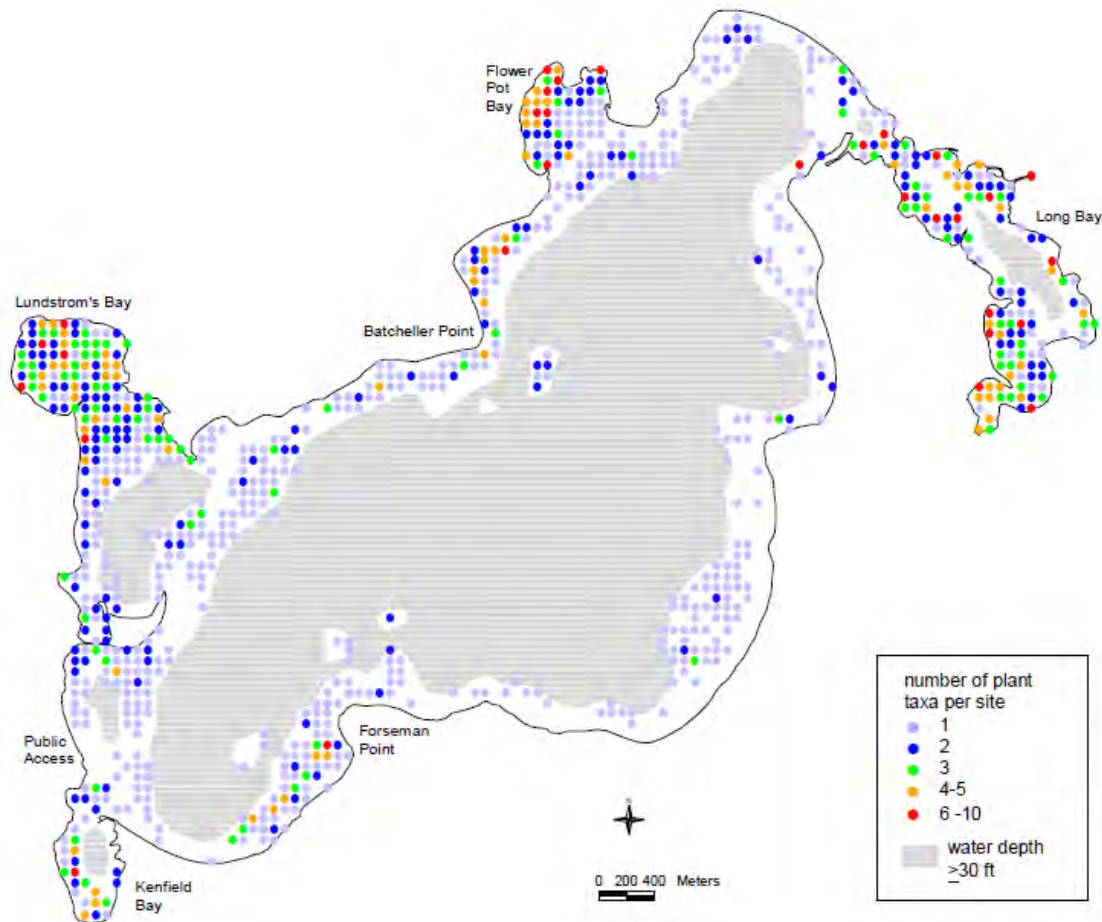 Flower
Pot
Bay
Long Bay
Lundstrom's Bay
Batcheller Point
Public
Access
Forseman
Point
Kenfield
Bay
N
0 200 400 Meters
number of plant
taxa per site
1
2
3
4-5
6 -10
water depth
≥30 ft